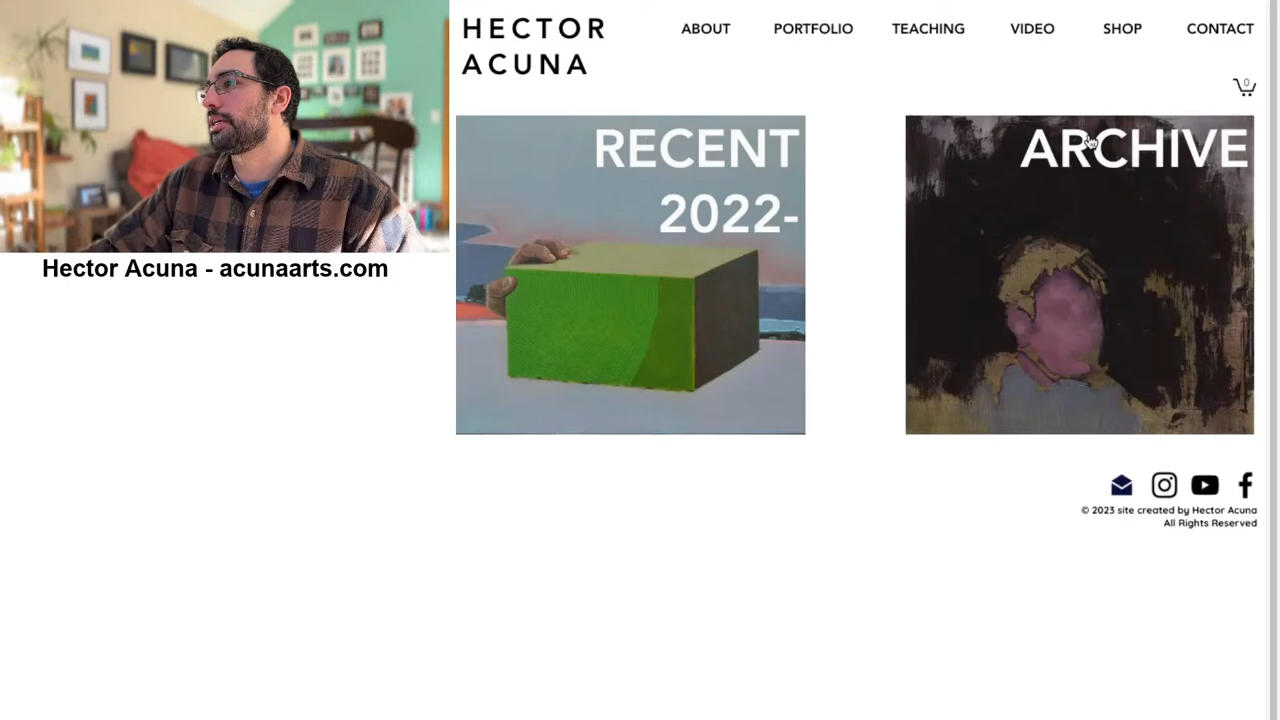 HECTOR
ACUNA
ABOUT PORTFOLIO TEACHING VIDEO SHOP CONTACT
0
RECENT
2022-
ARCHIVE
Hector Acuna - acunaarts.com
© 2023 site created by Hector Acuna
All Rights Reserved